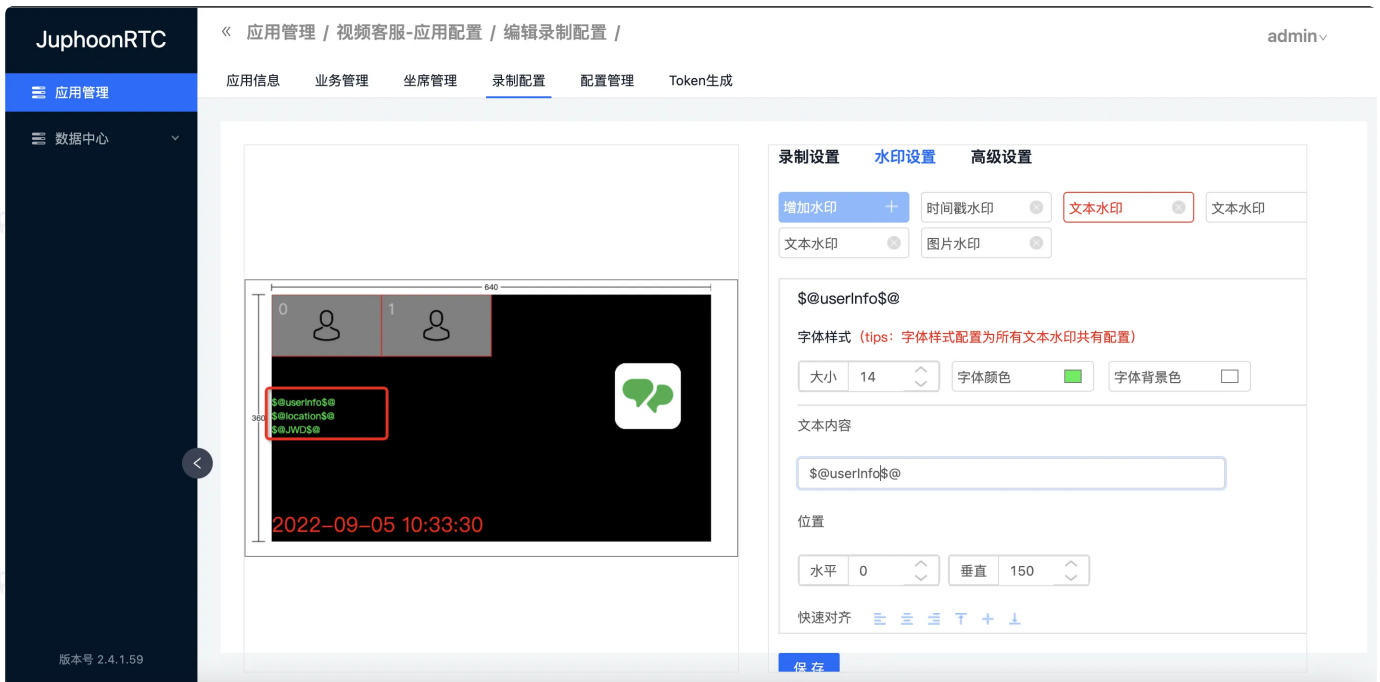 JuphoonRTC
« 应用管理 / 视频客服-应用配置 / 编辑录制配置 /
admin
应用信息 业务管理 坐席管理 录制配置 配置管理 Token生成
应用管理
数据中心
录制设置 水印设置 高级设置
增加水印 + 时间戳水印 文本水印 文本水印
文本水印 图片水印
640
0 1
360
$@userInfo$@
$@location$@
$@JWD$@
2022-09-05 10:33:30
$@userInfo$@
字体样式（tips：字体样式配置为所有文本水印共有配置）
大小 14 字体颜色 字体背景色
文本内容
$@userInfo$@
位置
水平 0 垂直 150
快速对齐
保存
版本号 2.4.1.59